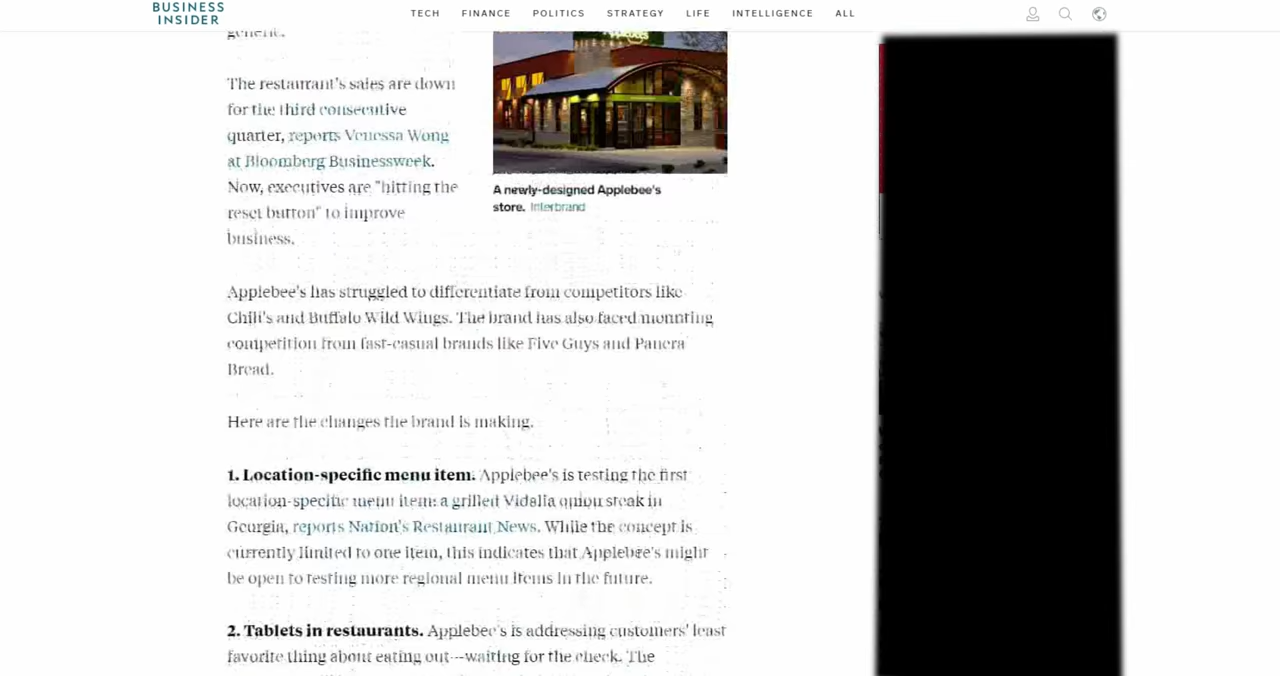 BUSINESS
INSIDER
TECH FINANCE POLITICS STRATEGY LIFE INTELLIGENCE ALL
generic.
The restaurant's sales are down
for the third consecutive
quarter, reports Venessa Wong
at Bloomberg Businessweek.
Now, executives are "hitting the
reset button" to improve
business.
A newly-designed Applebee's
store. Interbrand
Applebee's has struggled to differentiate from competitors like
Chili's and Buffalo Wild Wings. The brand has also faced mounting
competition from fast-casual brands like Five Guys and Panera
Bread.
Here are the changes the brand is making.
1. Location-specific menu item. Applebee's is testing the first
location-specific menu item: a grilled Vidalia onion steak in
Georgia, reports Nation's Restaurant News. While the concept is
currently limited to one item, this indicates that Applebee's might
be open to testing more regional menu items in the future.
2. Tablets in restaurants. Applebee's is addressing customers' least
favorite thing about eating out--waiting for the check. The